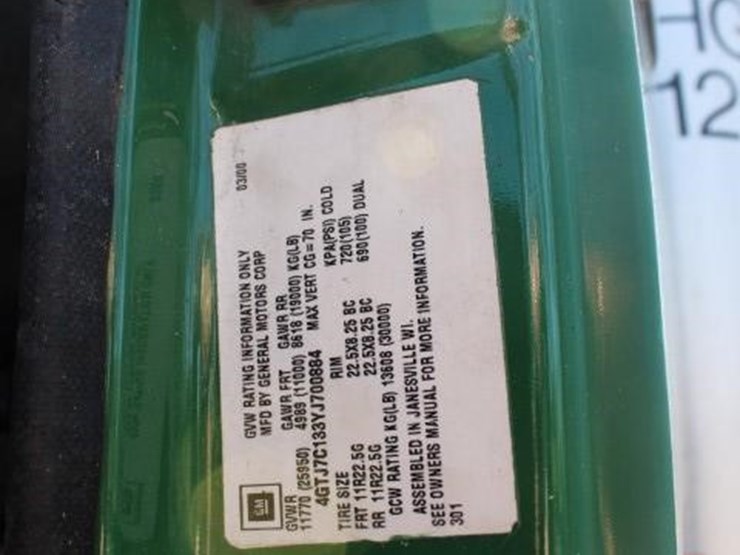 GVW RATING INFORMATION ONLY 03/00
MFD BY GENERAL MOTORS CORP
GM
GVWR GAWR FRT GAWR RR
11770 (25950) 4989 (11000) 8618 (19000) KG(LB)
4GTJ7C133YJ700884 MAX VERT CG=70 IN.
TIRE SIZE RIM KPA(PSI) COLD
FRT 11R22.5G 22.5X8.25 BC 720(105)
RR 11R22.5G 22.5X8.25 BC 690(100) DUAL
GCW RATING KG(LB) 13608 (30000)
ASSEMBLED IN JANESVILLE WI.
SEE OWNERS MANUAL FOR MORE INFORMATION.
301
12